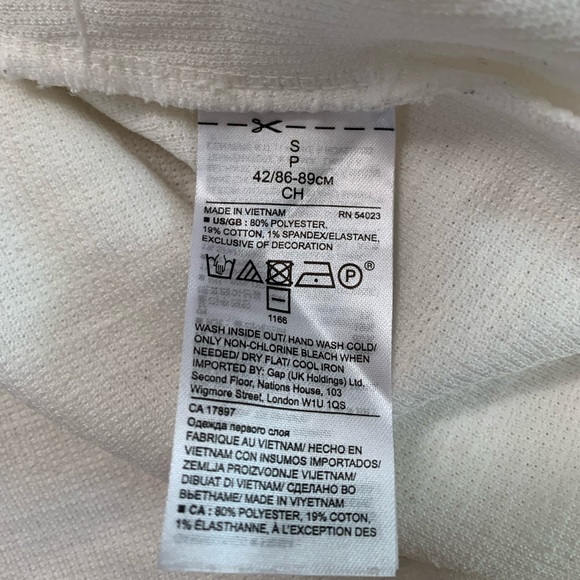 S
P
42/86-89см
CH
MADE IN VIETNAM RN 54023
■ US/GB : 80% POLYESTER,
19% COTTON, 1% SPANDEX/ELASTANE,
EXCLUSIVE OF DECORATION
P ®
1166
WASH INSIDE OUT/ HAND WASH COLD/
ONLY NON-CHLORINE BLEACH WHEN
NEEDED/ DRY FLAT/ COOL IRON
IMPORTED BY: Gap (UK Holdings) Ltd.
Second Floor, Nations House, 103
Wigmore Street, London W1U 1QS
CA 17897
Одежда первого слоя
FABRIQUE AU VIETNAM/ HECHO EN
VIETNAM CON INSUMOS IMPORTADOS/
ZEMLJA PROIZVODNJE VIJETNAM/
DIBUAT DI VIETNAM/ СДЕЛАНО ВО
ВЬЕТНАМЕ/ MADE IN VIYETNAM
■ CA : 80% POLYESTER, 19% COTON,
1% ÉLASTHANNE, À L'EXCEPTION DES